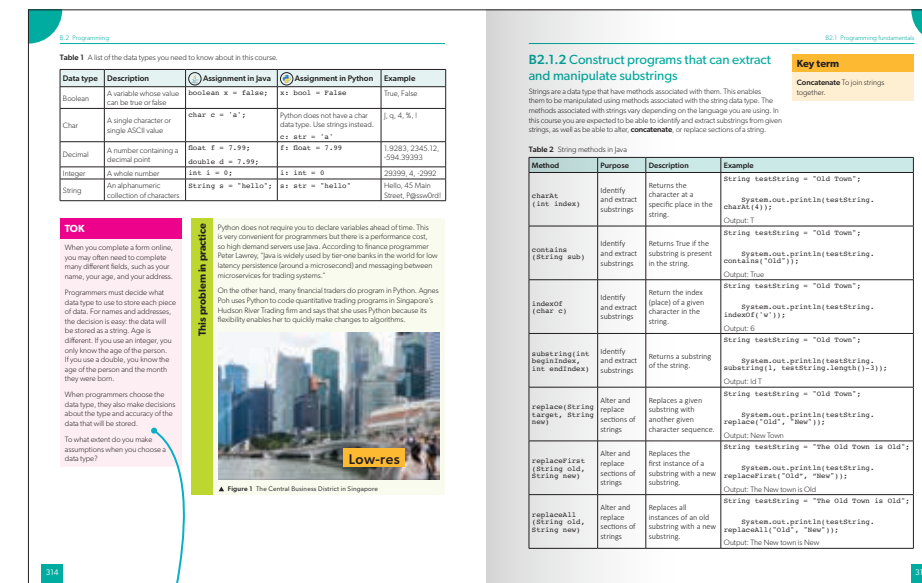 B.2 Programming
Table 1 A list of the data types you need to know about in this course.
Data type Description Assignment in Java Assignment in Python Example
Boolean A variable whose value can be true or false boolean x = false; x: bool = False True, False
Char A single character or single ASCII value char c = 'a'; Python does not have a char data type. Use strings instead. c: str = 'a' J, q, 4, %, !
Decimal A number containing a decimal point float f = 7.99; double d = 7.99; f: float = 7.99 1.9283, 2345.12, -594.39393
Integer A whole number int i = 0; i: int = 0 29399, 4, -2992
String An alphanumeric collection of characters String s = "hello"; s: str = "hello" Hello, 45 Main Street, P@ssw0rd!
TOK
When you complete a form online,
you may often need to complete
many different fields, such as your
name, your age, and your address.
Programmers must decide what
data type to use to store each piece
of data. For names and addresses,
the decision is easy: the data will
be stored as a string. Age is
different. If you use an integer, you
only know the age of the person.
If you use a double, you know the
age of the person and the month
they were born.
When programmers choose the
data type, they also make decisions
about the type and accuracy of the
data that will be stored.
To what extent do you make
assumptions when you choose a
data type?
This problem in practice
Python does not require you to declare variables ahead of time. This
is very convenient for programmers but there is a performance cost,
so high demand servers use Java. According to finance programmer
Peter Lawrey, "Java is widely used by tier-one banks in the world for low
latency persistence (around a microsecond) and messaging between
microservices for trading systems."
On the other hand, many financial traders do program in Python. Agnes
Poh uses Python to code quantitative trading programs in Singapore's
Hudson River Trading firm and says that she uses Python because its
flexibility enables her to quickly make changes to algorithms.
Low-res
▲ Figure 1 The Central Business District in Singapore
314
B2.1 Programming fundamentals
B2.1.2 Construct programs that can extract
and manipulate substrings
Strings are a data type that have methods associated with them. This enables
them to be manipulated using methods associated with the string data type. The
methods associated with strings vary depending on the language you are using. In
this course you are expected to be able to identify and extract substrings from given
strings, as well as be able to alter, concatenate, or replace sections of a string.
Key term
Concatenate To join strings
together.
Table 2 String methods in Java
Method Purpose Description Example
charAt
(int index)
Identify
and extract
substrings
Returns the
character at a
specific place in the
string.
String testString = "Old Town";
System.out.println(testString.
charAt(4));
Output: T
contains
(String sub)
Identify
and extract
substrings
Returns True if the
substring is present
in the string.
String testString = "Old Town";
System.out.println(testString.
contains("Old"));
Output: True
indexOf
(char c)
Identify
and extract
substrings
Return the index
(place) of a given
character in the
string.
String testString = "Old Town";
System.out.println(testString.
indexOf('w'));
Output: 6
substring(int
beginIndex,
int endIndex)
Identify
and extract
substrings
Returns a substring
of the string.
String testString = "Old Town";
System.out.println(testString.
substring(1, testString.length()-3));
Output: ld T
replace(String
target, String
new)
Alter and
replace
sections of
strings
Replaces a given
substring with
another given
character sequence.
String testString = "Old Town";
System.out.println(testString.
replace("Old", "New"));
Output: New Town
replaceFirst
(String old,
String new)
Alter and
replace
sections of
strings
Replaces the
first instance of a
substring with a new
substring.
String testString = "The Old Town is Old";
System.out.println(testString.
replaceFirst("Old", "New"));
Output: The New town is Old
replaceAll
(String old,
String new)
Alter and
replace
sections of
strings
Replaces all
instances of an old
substring with a new
substring.
String testString = "The Old Town is Old";
System.out.println(testString.
replaceAll("Old", "New"));
Output: The New town is New